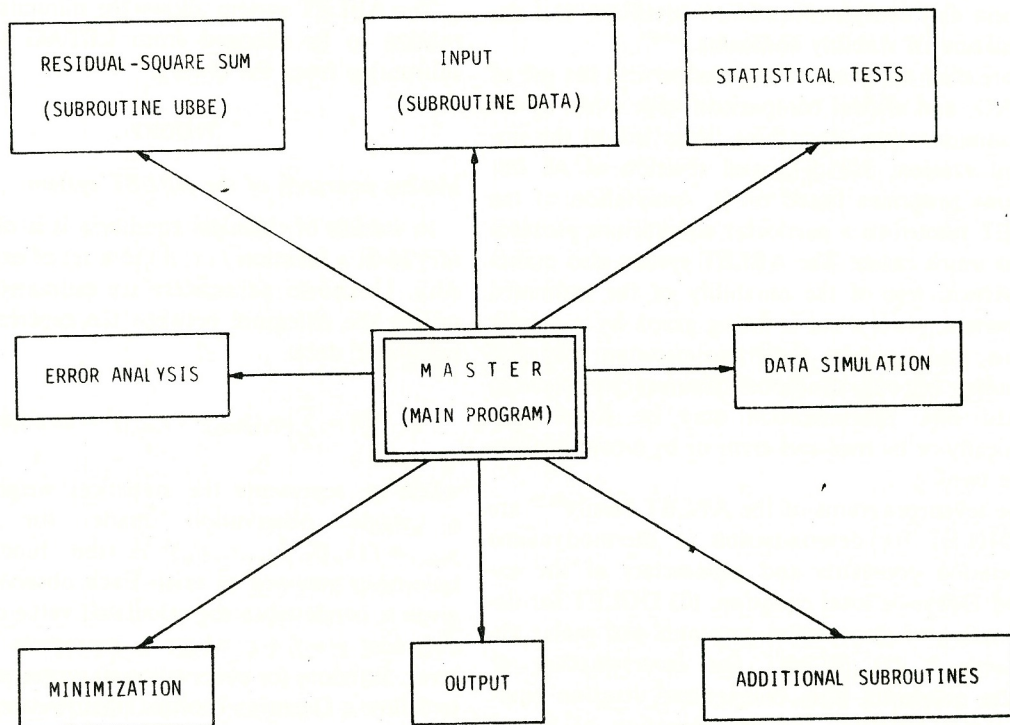 RESIDUAL-SQUARE SUM
(SUBROUTINE UBBE)
INPUT
(SUBROUTINE DATA)
STATISTICAL TESTS
ERROR ANALYSIS
M A S T E R
(MAIN PROGRAM)
DATA SIMULATION
MINIMIZATION
OUTPUT
ADDITIONAL SUBROUTINES